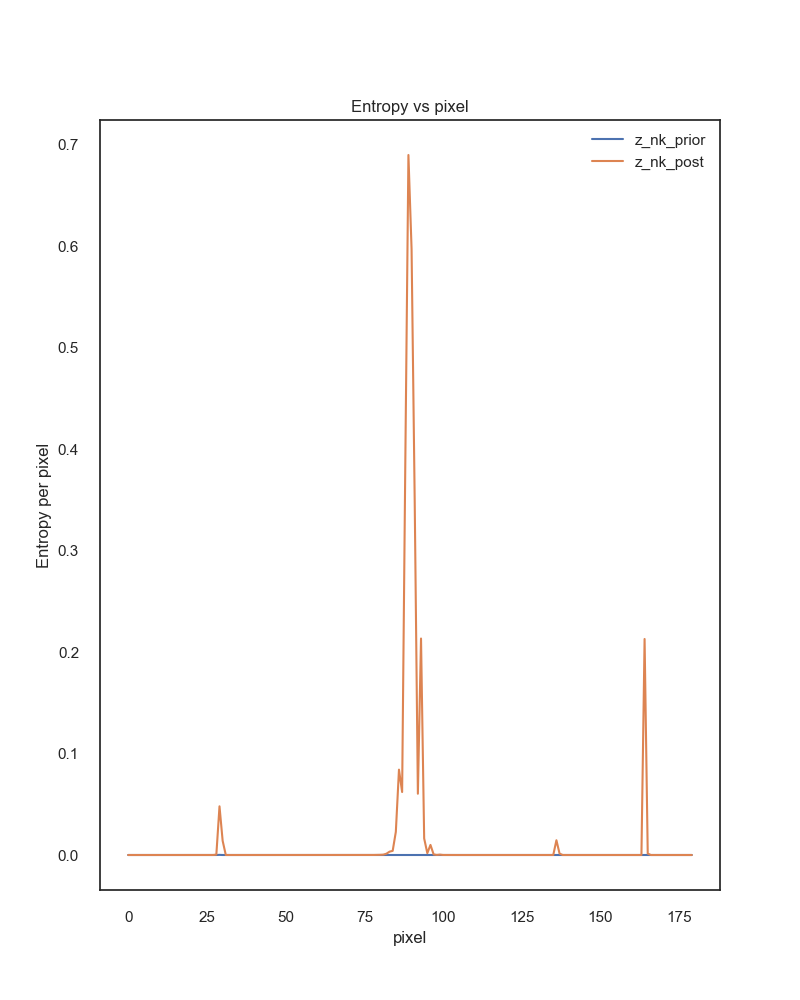 Entropy vs pixel
z_nk_prior
z_nk_post
0.7
0.6
0.5
0.4
0.3
0.2
0.1
0.0
Entropy per pixel
0 25 50 75 100 125 150 175
pixel